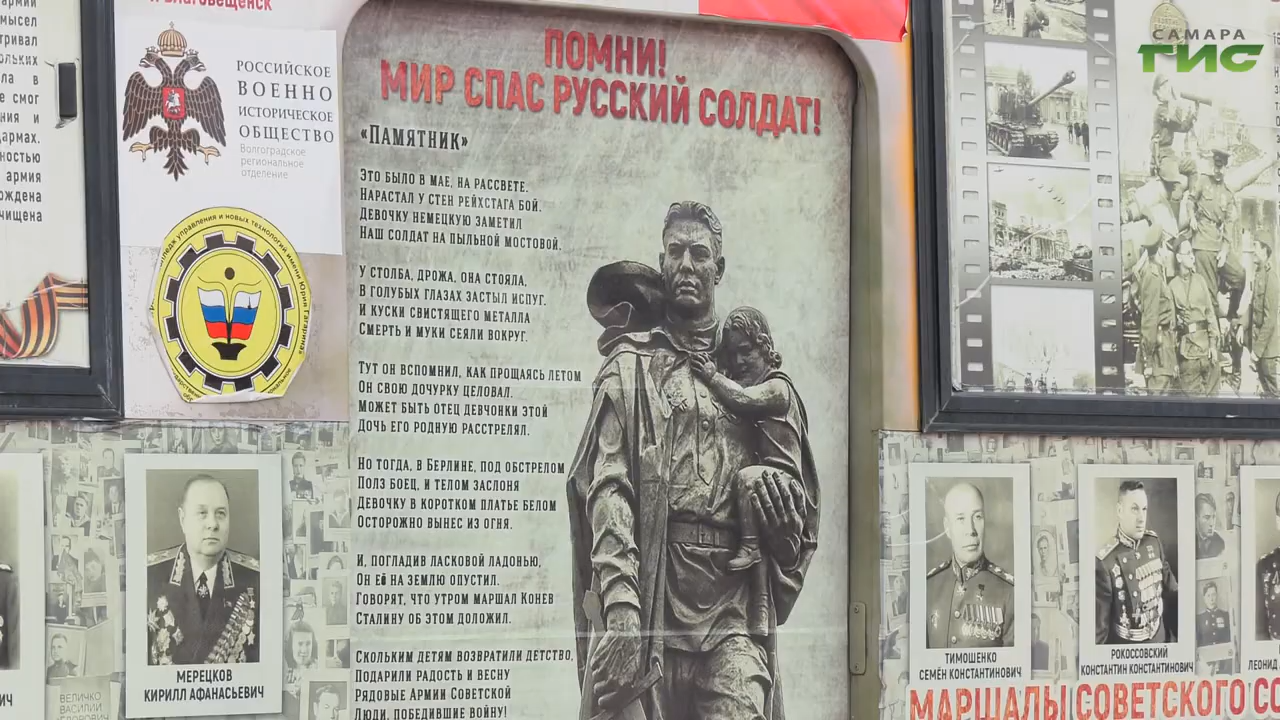 САМАРА
ГИС
г. Благовещенск
РОССИЙСКОЕ
ВОЕННО
ИСТОРИЧЕСКОЕ
ОБЩЕСТВО
Волгоградское
региональное
отделение
ПОМНИ!
МИР СПАС РУССКИЙ СОЛДАТ!
«ПАМЯТНИК»
ЭТО БЫЛО В МАЕ, НА РАССВЕТЕ.
НАРАСТАЛ У СТЕН РЕЙХСТАГА БОЙ.
ДЕВОЧКУ НЕМЕЦКУЮ ЗАМЕТИЛ
НАШ СОЛДАТ НА ПЫЛЬНОЙ МОСТОВОЙ.
У СТОЛБА, ДРОЖА, ОНА СТОЯЛА,
В ГОЛУБЫХ ГЛАЗАХ ЗАСТЫЛ ИСПУГ.
И КУСКИ СВИСТЯЩЕГО МЕТАЛЛА
СМЕРТЬ И МУКИ СЕЯЛИ ВОКРУГ.
ТУТ ОН ВСПОМНИЛ, КАК ПРОЩАЯСЬ ЛЕТОМ
ОН СВОЮ ДОЧУРКУ ЦЕЛОВАЛ.
МОЖЕТ БЫТЬ ОТЕЦ ДЕВЧОНКИ ЭТОЙ
ДОЧЬ ЕГО РОДНУЮ РАССТРЕЛЯЛ.
НО ТОГДА, В БЕРЛИНЕ, ПОД ОБСТРЕЛОМ
ПОЛЗ БОЕЦ, И ТЕЛОМ ЗАСЛОНЯ
ДЕВОЧКУ В КОРОТКОМ ПЛАТЬЕ БЕЛОМ
ОСТОРОЖНО ВЫНЕС ИЗ ОГНЯ.
И, ПОГЛАДИВ ЛАСКОВОЙ ЛАДОНЬЮ,
ОН ЕЁ НА ЗЕМЛЮ ОПУСТИЛ.
ГОВОРЯТ, ЧТО УТРОМ МАРШАЛ КОНЕВ
СТАЛИНУ ОБ ЭТОМ ДОЛОЖИЛ.
СКОЛЬКИМ ДЕТЯМ ВОЗВРАТИЛИ ДЕТСТВО,
ПОДАРИЛИ РАДОСТЬ И ВЕСНУ
РЯДОВЫЕ АРМИИ СОВЕТСКОЙ
ЛЮДИ, ПОБЕДИВШИЕ ВОЙНУ!
МЕРЕЦКОВ
КИРИЛЛ АФАНАСЬЕВИЧ
ВЕЛИЧКО
ВАСИЛИЙ
ТИМОШЕНКО
СЕМЁН КОНСТАНТИНОВИЧ
РОКОССОВСКИЙ
КОНСТАНТИН КОНСТАНТИНОВИЧ
МАРШАЛЫ СОВЕТСКОГО СО